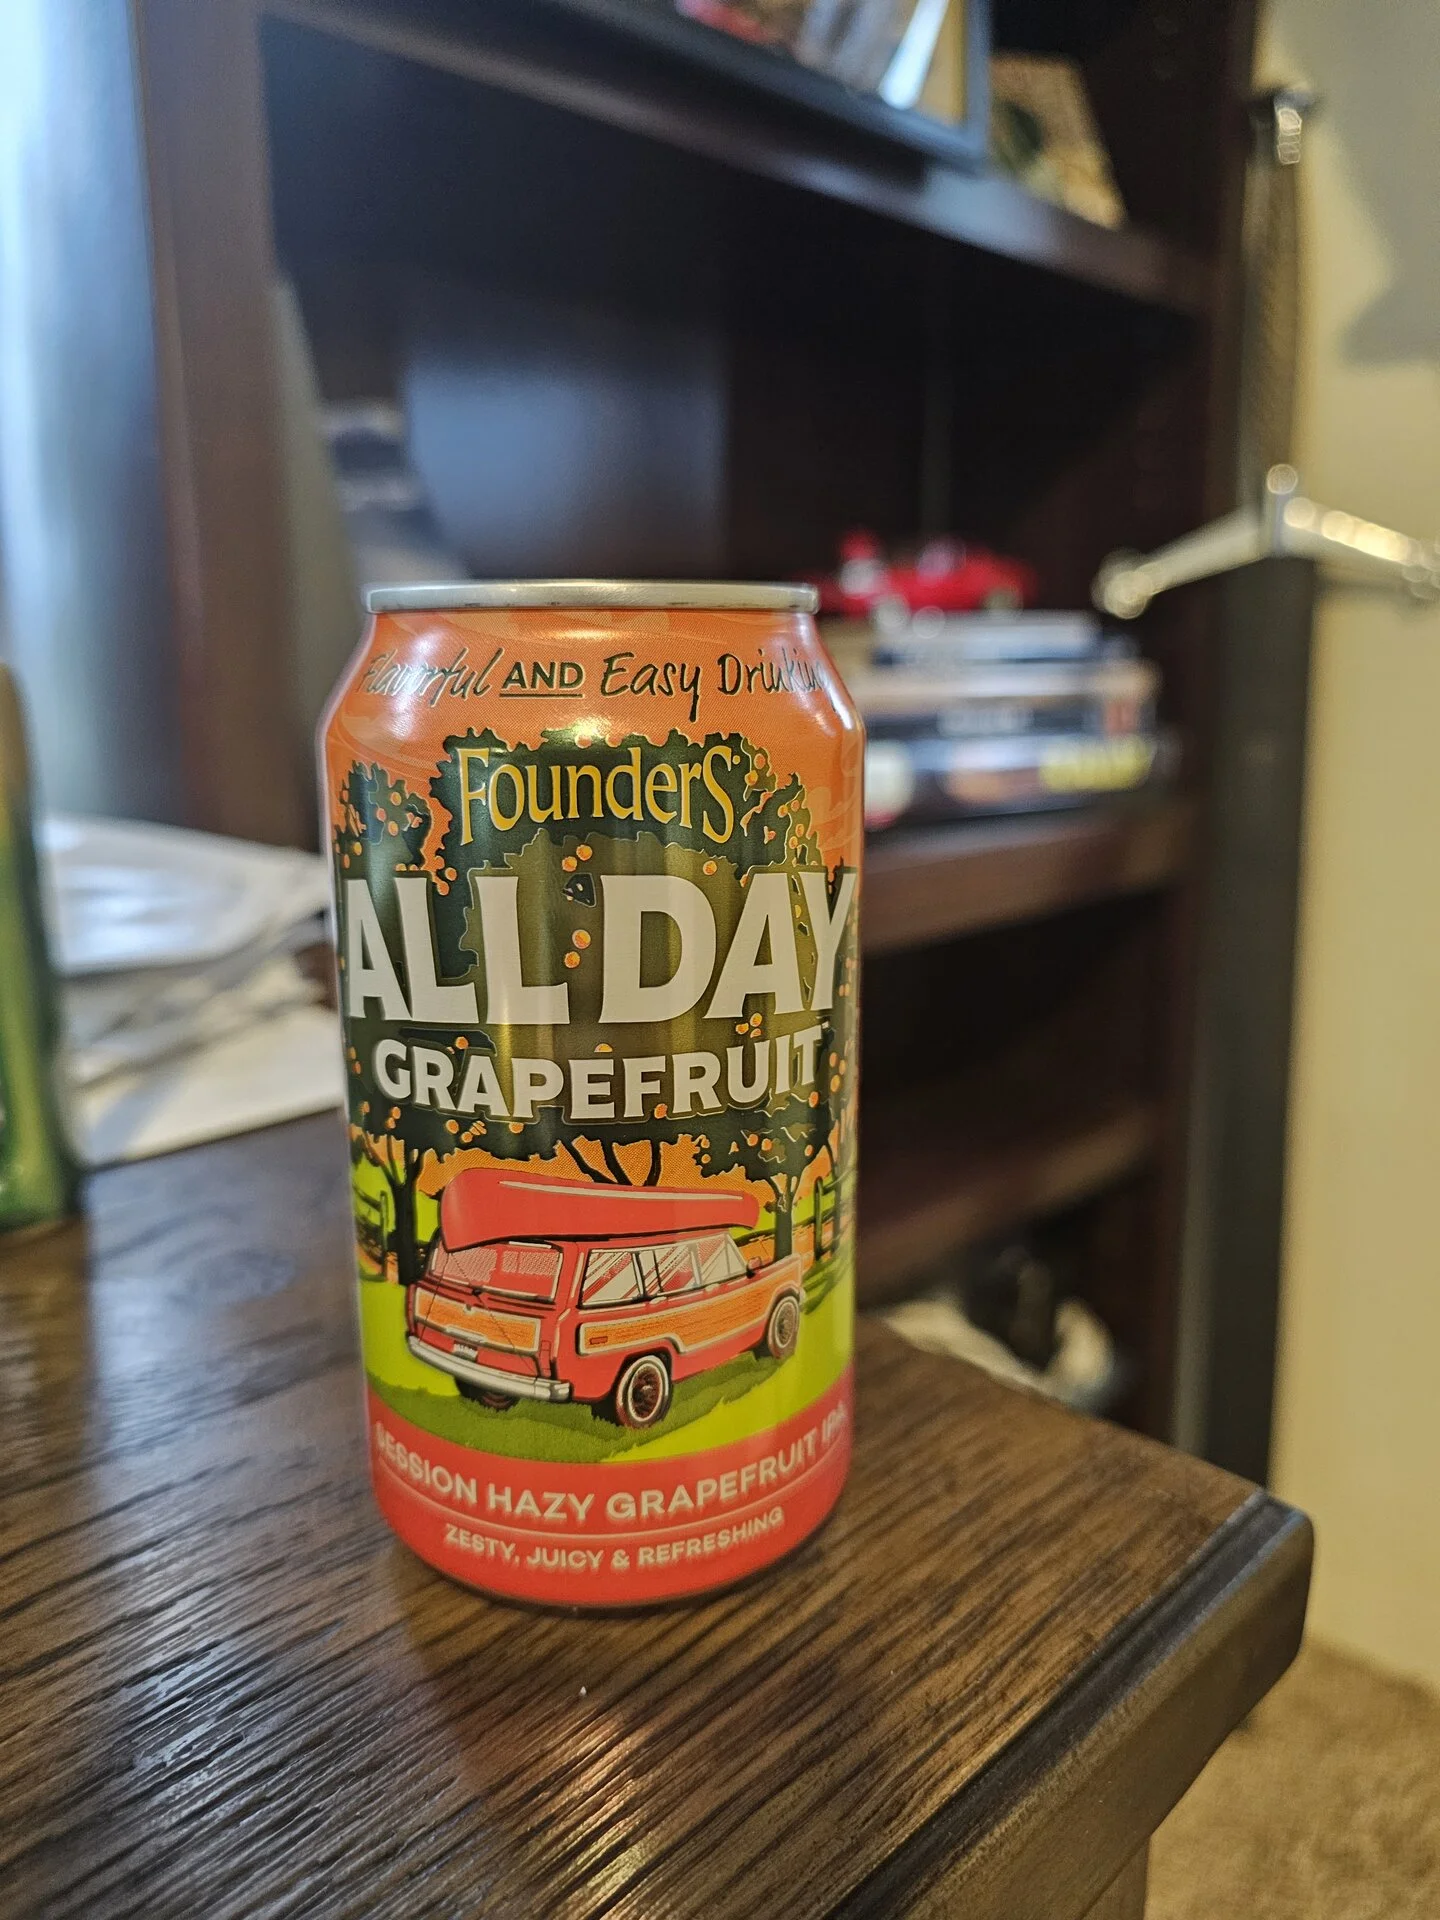 Flavorful AND Easy Drinking
Founders
ALL DAY
GRAPEFRUIT
SESSION HAZY GRAPEFRUIT IPA
ZESTY, JUICY & REFRESHING